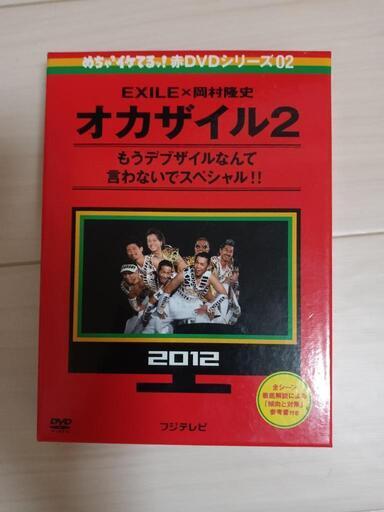 めちゃイケてるッ!赤DVDシリーズ02
EXILE×岡村隆史
オカザイル2
もうデブザイルなんて
言わないでスペシャル!!
2012
全シーン
徹底解説による
「傾向と対策」
参考書付き
DVD
フジテレビ